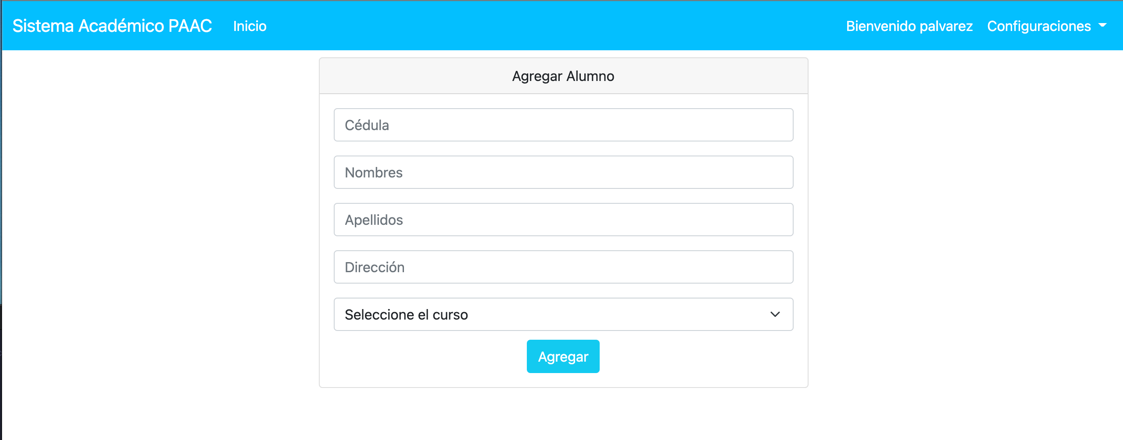 Sistema Académico PAAC Inicio Bienvenido palvarez Configuraciones
Agregar Alumno
Cédula
Nombres
Apellidos
Dirección
Seleccione el curso
Agregar